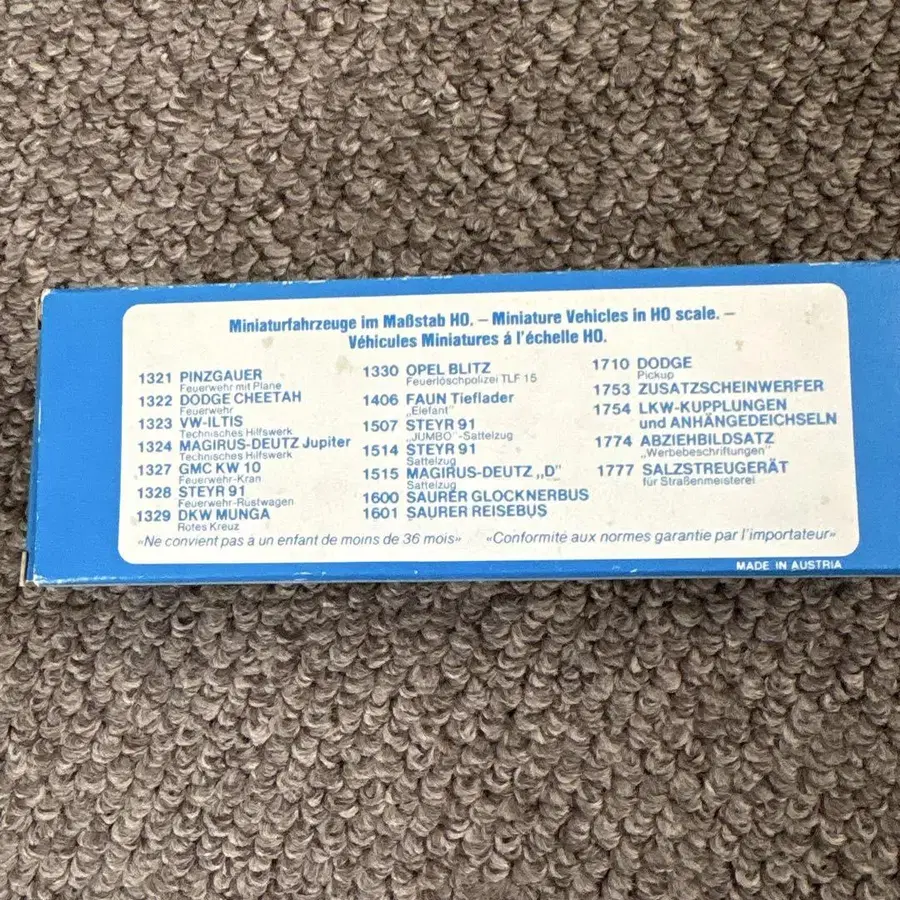 Miniaturfahrzeuge im Maßstab HO. – Miniature Vehicles in HO scale. –
Véhicules Miniatures á l'échelle HO.
1321 PINZGAUER
Feuerwehr mit Plane
1322 DODGE CHEETAH
Feuerwehr
1323 VW-ILTIS
Technisches Hilfswerk
1324 MAGIRUS-DEUTZ Jupiter
Technisches Hilfswerk
1327 GMC KW 10
Feuerwehr-Kran
1328 STEYR 91
Feuerwehr-Rüstwagen
1329 DKW MUNGA
Rotes Kreuz
1330 OPEL BLITZ
Feuerlöschpolizei TLF 15
1406 FAUN Tieflader
„Elefant"
1507 STEYR 91
„JUMBO"-Sattelzug
1514 STEYR 91
Sattelzug
1515 MAGIRUS-DEUTZ „D"
Sattelzug
1600 SAURER GLOCKNERBUS
1601 SAURER REISEBUS
1710 DODGE
Pickup
1753 ZUSATZSCHEINWERFER
1754 LKW-KUPPLUNGEN
und ANHÄNGEDEICHSELN
1774 ABZIEHBILDSATZ
„Werbebeschriftungen"
1777 SALZSTREUGERÄT
für Straßenmeisterei
«Ne convient pas à un enfant de moins de 36 mois» «Conformité aux normes garantie par l'importateur»
MADE IN AUSTRIA